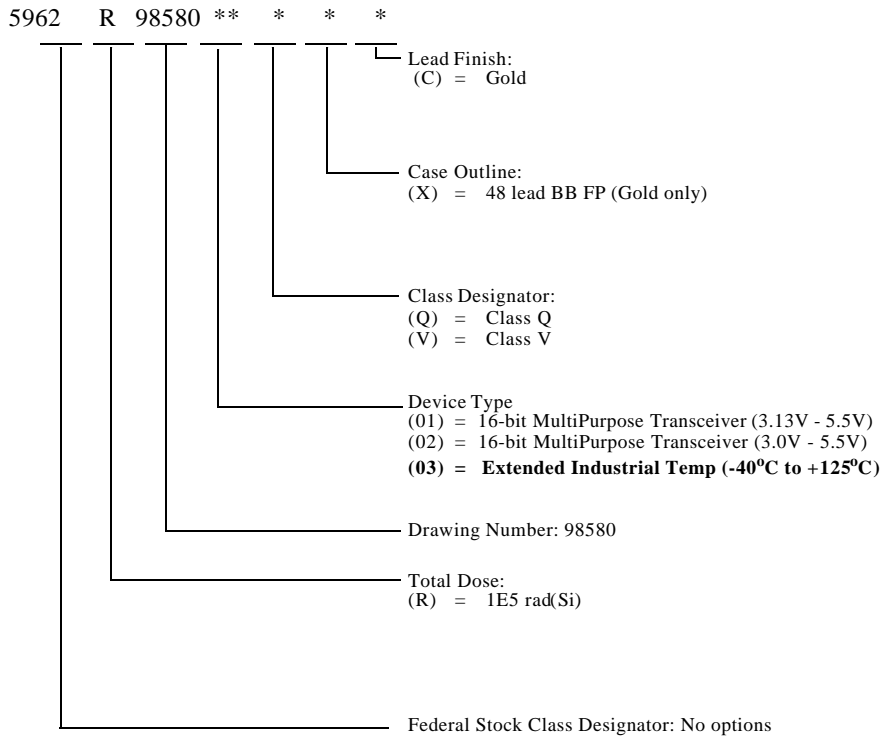 5962 R 98580 ** * * *
Lead Finish:
(C) = Gold
Case Outline:
(X) = 48 lead BB FP (Gold only)
Class Designator:
(Q) = Class Q
(V) = Class V
Device Type
(01) = 16-bit MultiPurpose Transceiver (3.13V - 5.5V)
(02) = 16-bit MultiPurpose Transceiver (3.0V - 5.5V)
(03) = Extended Industrial Temp (-40°C to +125°C)
Drawing Number: 98580
Total Dose:
(R) = 1E5 rad(Si)
Federal Stock Class Designator: No options